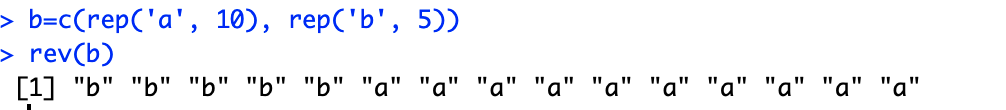 > b=c(rep('a', 10), rep('b', 5))
> rev(b)
[1] "b" "b" "b" "b" "b" "a" "a" "a" "a" "a" "a" "a" "a" "a" "a"